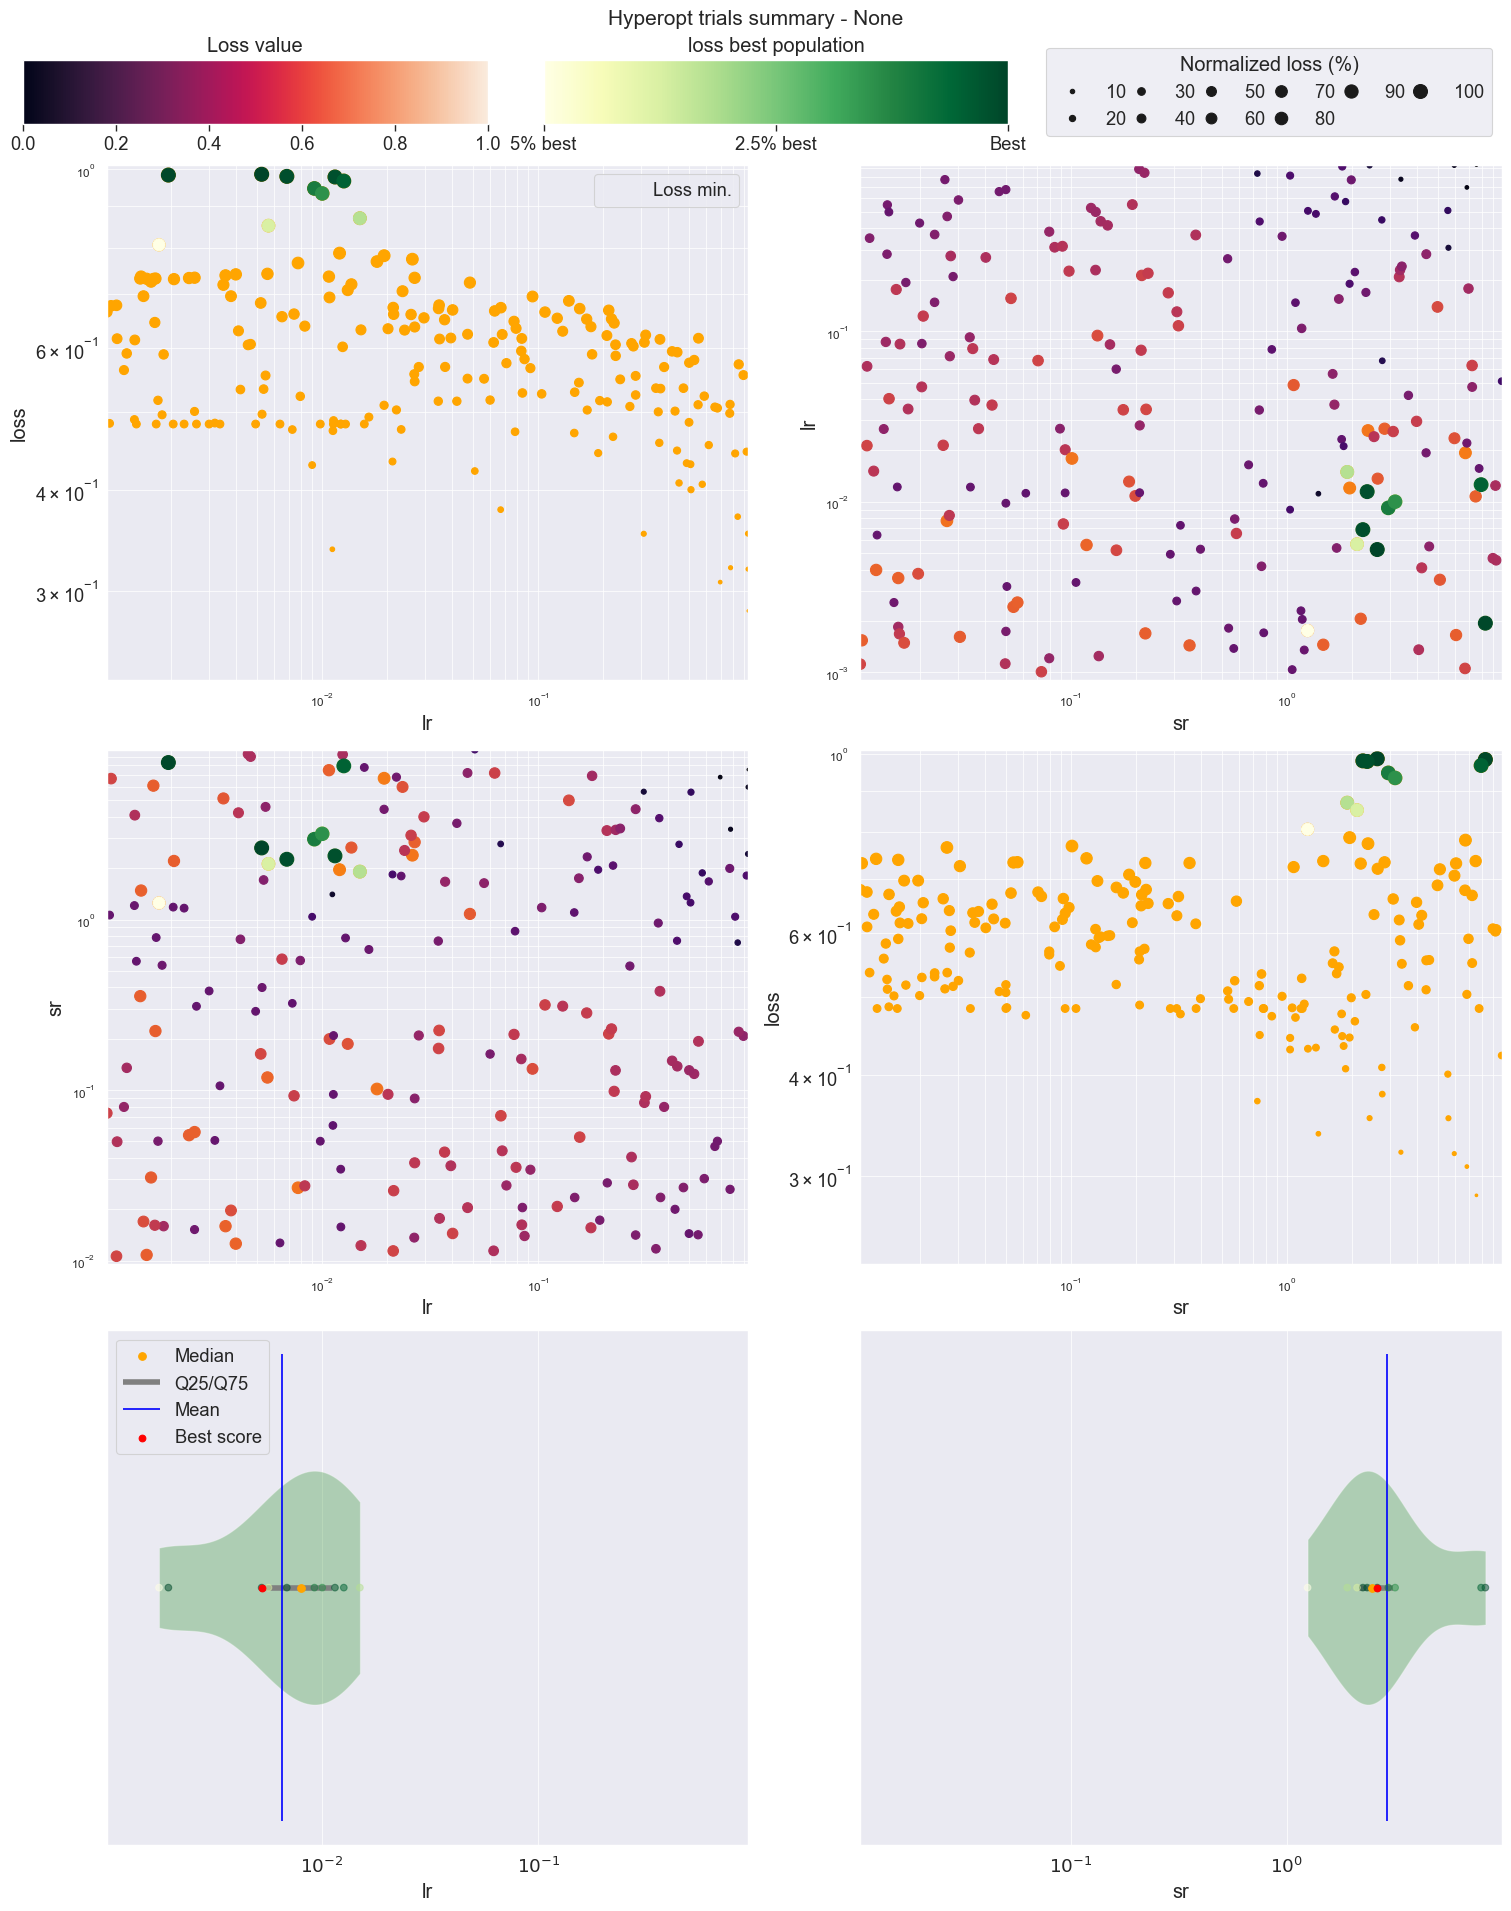 Hyperopt trials summary - None
Loss value
0.0 0.2 0.4 0.6 0.8 1.0
loss best population
5% best 2.5% best Best
Normalized loss (%)
10 30 50 70 90 100
20 40 60 80
10⁰
6 × 10⁻¹
4 × 10⁻¹
3 × 10⁻¹
loss
Loss min.
10⁻² 10⁻¹
lr
10⁻¹
10⁻²
10⁻³
lr
10⁻¹ 10⁰
sr
10⁰
10⁻¹
10⁻²
sr
10⁻² 10⁻¹
lr
10⁰
6 × 10⁻¹
4 × 10⁻¹
3 × 10⁻¹
loss
10⁻¹ 10⁰
sr
Median
Q25/Q75
Mean
Best score
10⁻² 10⁻¹
lr
10⁻¹ 10⁰
sr